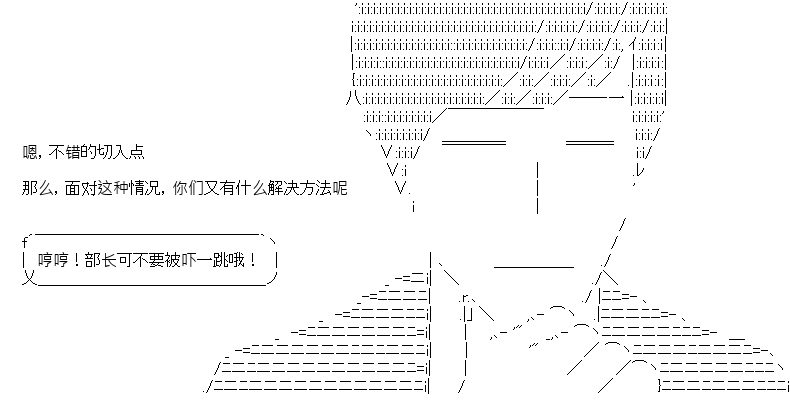 嗯，不错的切入点
那么，面对这种情况，你们又有什么解决方法呢
哼哼！部长可不要被吓一跳哦！